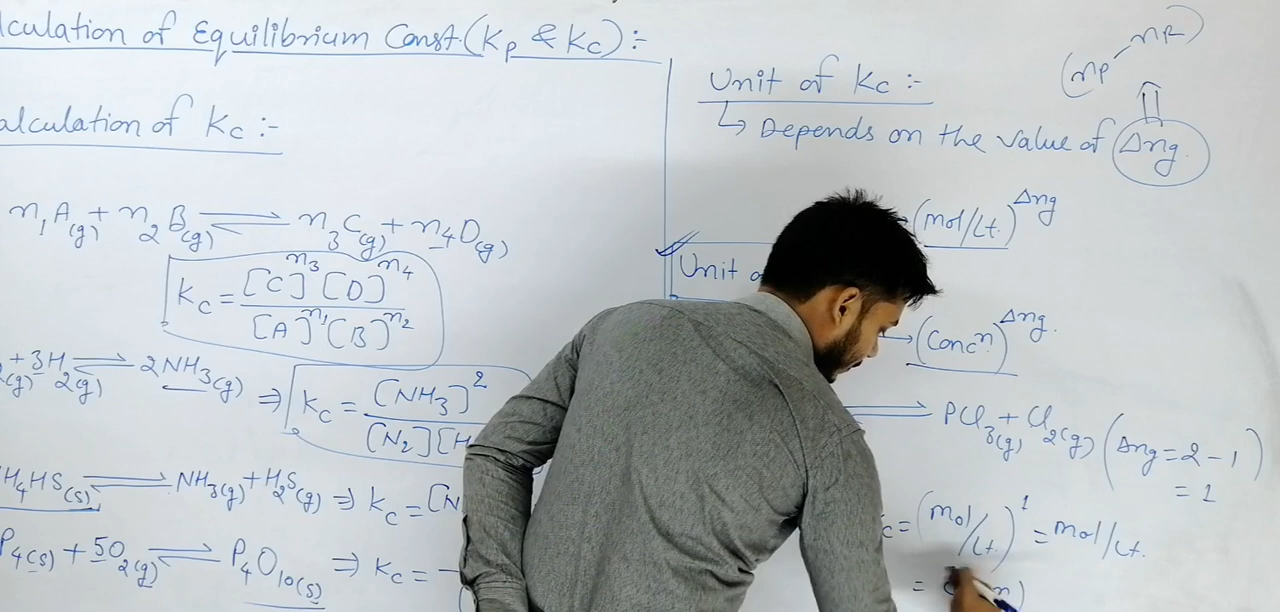 lculation of Equilibrium Const. (Kp & Kc) :-
alculation of Kc :-
n₁A(g) + n₂B(g) ⇌ n₃C(g) + n₄D(g)
Kc = [C]ⁿ³ [D]ⁿ⁴ / [A]ⁿ¹ [B]ⁿ²
2(g) + 3H2(g) ⇌ 2NH3(g) ⇒ Kc = [NH3]² / [N2][H
H4HS(s) ⇌ NH3(g) + H2S(g) ⇒ Kc = [N
P4(s) + 5O2(g) ⇌ P4O10(s) ⇒ Kc =
Unit of Kc :-
(np - nR)
↳ Depends on the value of Δng.
(mol/Lt.)^Δng
Unit o
→ (Concⁿ.)^Δng.
⇌ PCl3(g) + Cl2(g) (Δng = 2 - 1
= 1)
c = (mol/Lt.)¹ = mol/Lt.
=